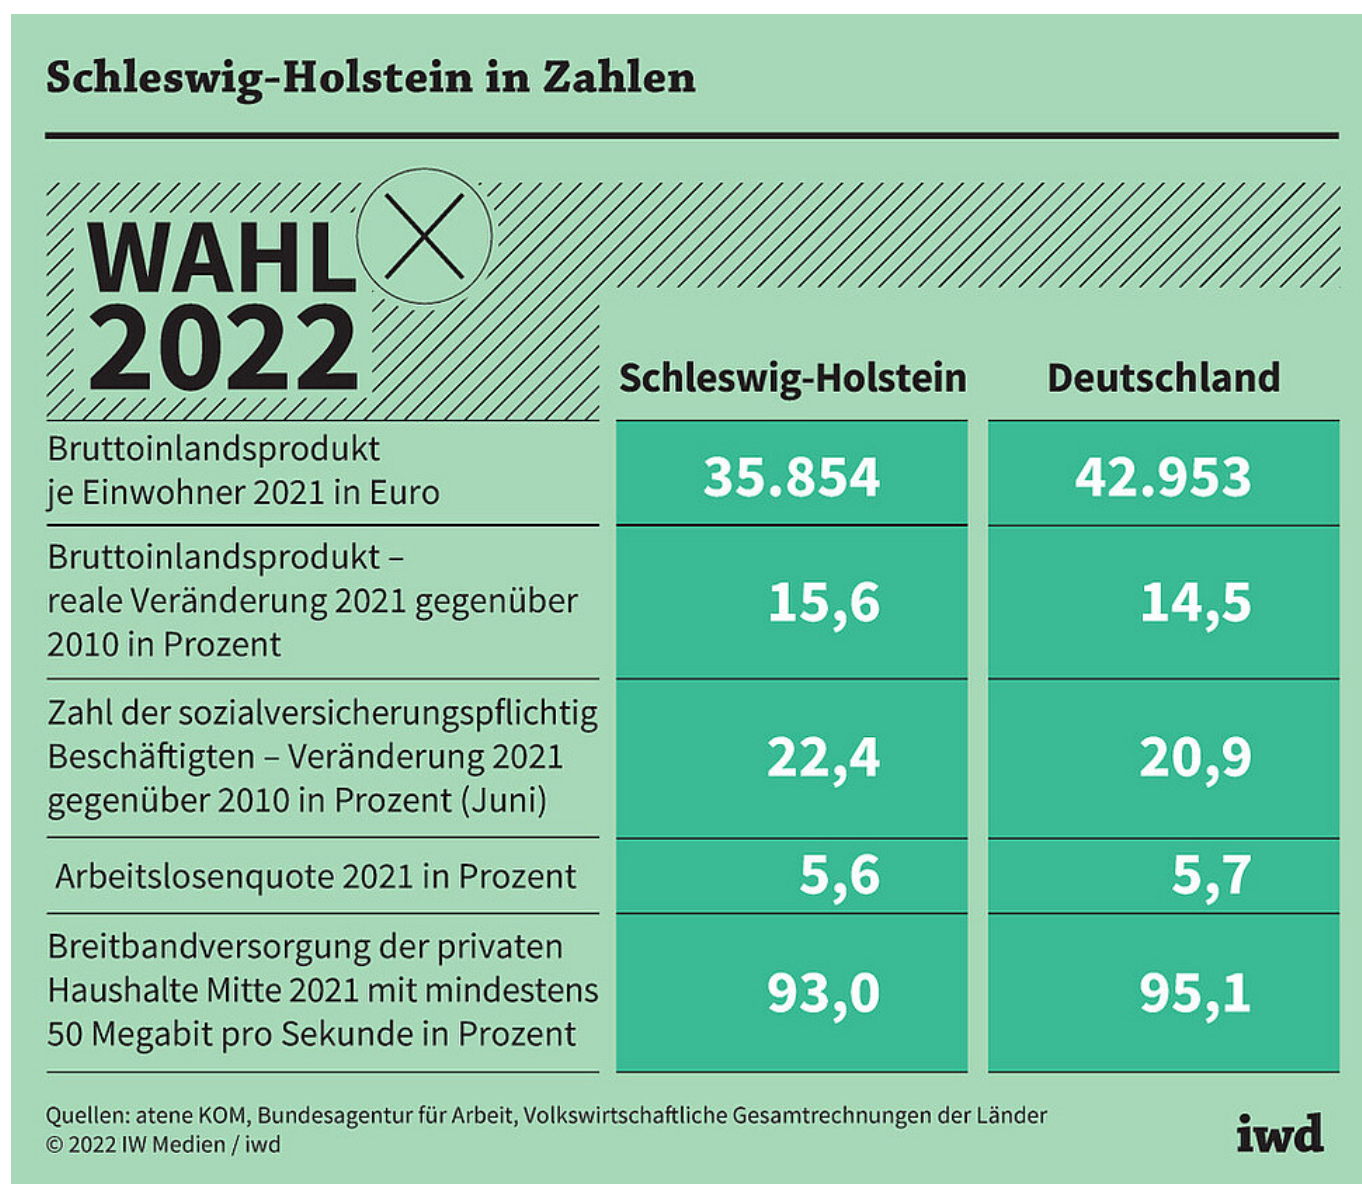 Schleswig-Holstein in Zahlen
WAHL
2022
Schleswig-Holstein Deutschland
Bruttoinlandsprodukt
je Einwohner 2021 in Euro
35.854 42.953
Bruttoinlandsprodukt –
reale Veränderung 2021 gegenüber
2010 in Prozent
15,6 14,5
Zahl der sozialversicherungspflichtig
Beschäftigten – Veränderung 2021
gegenüber 2010 in Prozent (Juni)
22,4 20,9
Arbeitslosenquote 2021 in Prozent 5,6 5,7
Breitbandversorgung der privaten
Haushalte Mitte 2021 mit mindestens
50 Megabit pro Sekunde in Prozent
93,0 95,1
Quellen: atene KOM, Bundesagentur für Arbeit, Volkswirtschaftliche Gesamtrechnungen der Länder
© 2022 IW Medien / iwd
iwd